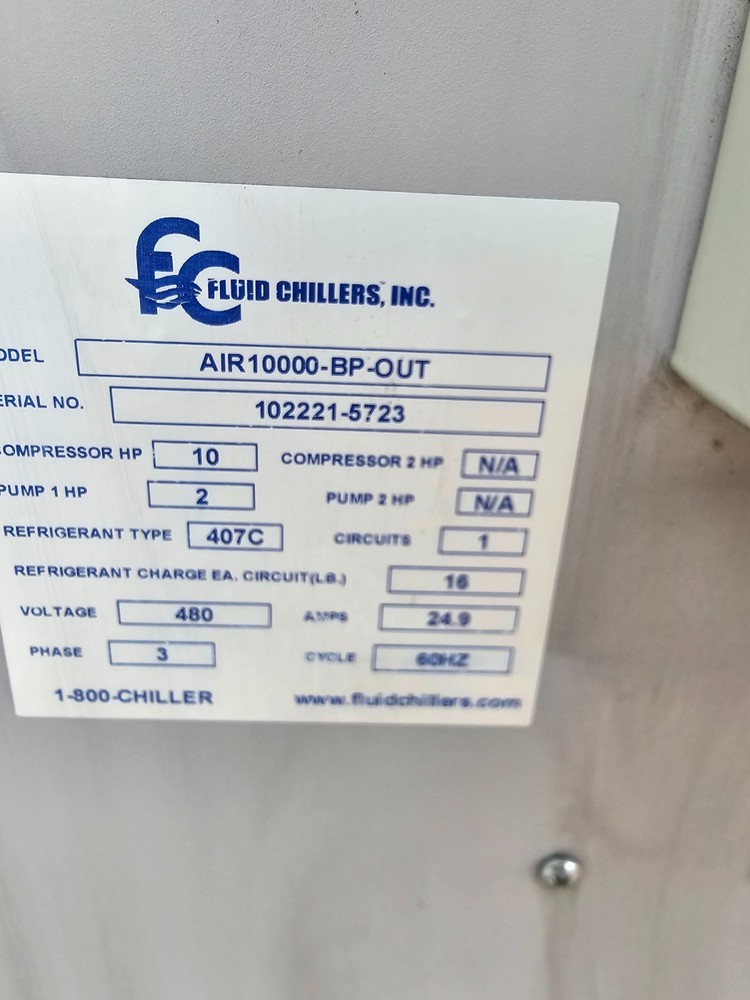 FC FLUID CHILLERS, INC.
ODEL AIR10000-BP-OUT
ERIAL NO. 102221-5723
OMPRESSOR HP 10 COMPRESSOR 2 HP N/A
PUMP 1 HP 2 PUMP 2 HP N/A
REFRIGERANT TYPE 407C CIRCUITS 1
REFRIGERANT CHARGE EA. CIRCUIT(LB.) 16
VOLTAGE 480 AMPS 24.9
PHASE 3 CYCLE 60HZ
1-800-CHILLER www.fluidchillers.com